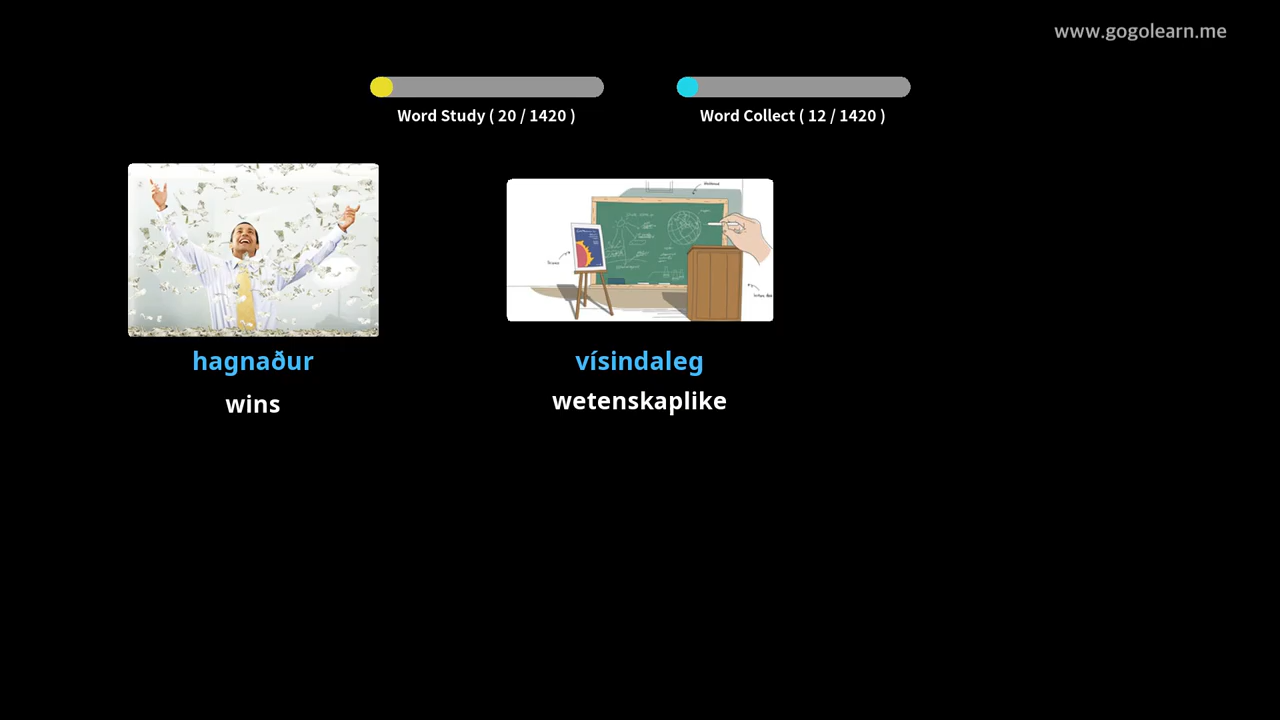 www.gogolearn.me
Word Study ( 20 / 1420 )
Word Collect ( 12 / 1420 )
hagnaður
vísindaleg
wins
wetenskaplike